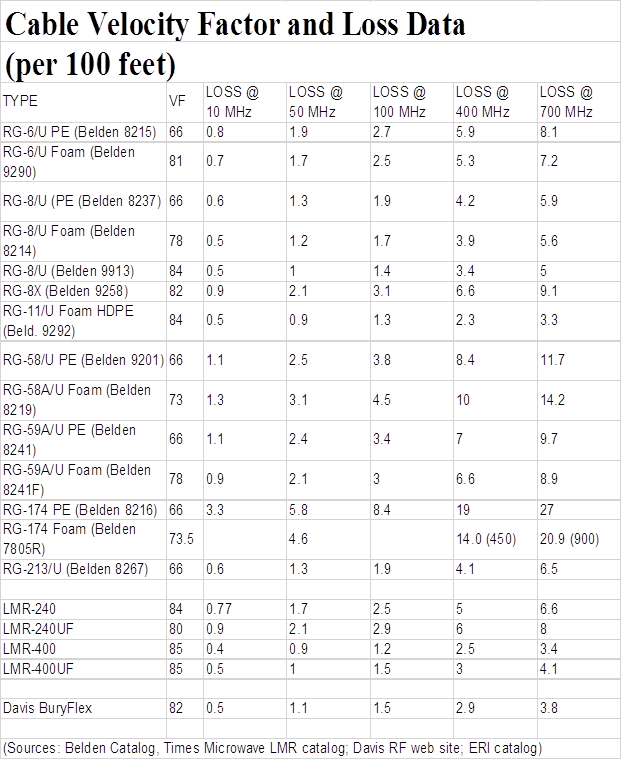 Cable Velocity Factor and Loss Data
(per 100 feet)
TYPE VF LOSS @ 10 MHz LOSS @ 50 MHz LOSS @ 100 MHz LOSS @ 400 MHz LOSS @ 700 MHz
RG-6/U PE (Belden 8215) 66 0.8 1.9 2.7 5.9 8.1
RG-6/U Foam (Belden 9290) 81 0.7 1.7 2.5 5.3 7.2
RG-8/U (PE (Belden 8237) 66 0.6 1.3 1.9 4.2 5.9
RG-8/U Foam (Belden 8214) 78 0.5 1.2 1.7 3.9 5.6
RG-8/U (Belden 9913) 84 0.5 1 1.4 3.4 5
RG-8X (Belden 9258) 82 0.9 2.1 3.1 6.6 9.1
RG-11/U Foam HDPE (Beld. 9292) 84 0.5 0.9 1.3 2.3 3.3
RG-58/U PE (Belden 9201) 66 1.1 2.5 3.8 8.4 11.7
RG-58A/U Foam (Belden 8219) 73 1.3 3.1 4.5 10 14.2
RG-59A/U PE (Belden 8241) 66 1.1 2.4 3.4 7 9.7
RG-59A/U Foam (Belden 8241F) 78 0.9 2.1 3 6.6 8.9
RG-174 PE (Belden 8216) 66 3.3 5.8 8.4 19 27
RG-174 Foam (Belden 7805R) 73.5 4.6 14.0 (450) 20.9 (900)
RG-213/U (Belden 8267) 66 0.6 1.3 1.9 4.1 6.5
LMR-240 84 0.77 1.7 2.5 5 6.6
LMR-240UF 80 0.9 2.1 2.9 6 8
LMR-400 85 0.4 0.9 1.2 2.5 3.4
LMR-400UF 85 0.5 1 1.5 3 4.1
Davis BuryFlex 82 0.5 1.1 1.5 2.9 3.8
(Sources: Belden Catalog, Times Microwave LMR catalog; Davis RF web site; ERI catalog)